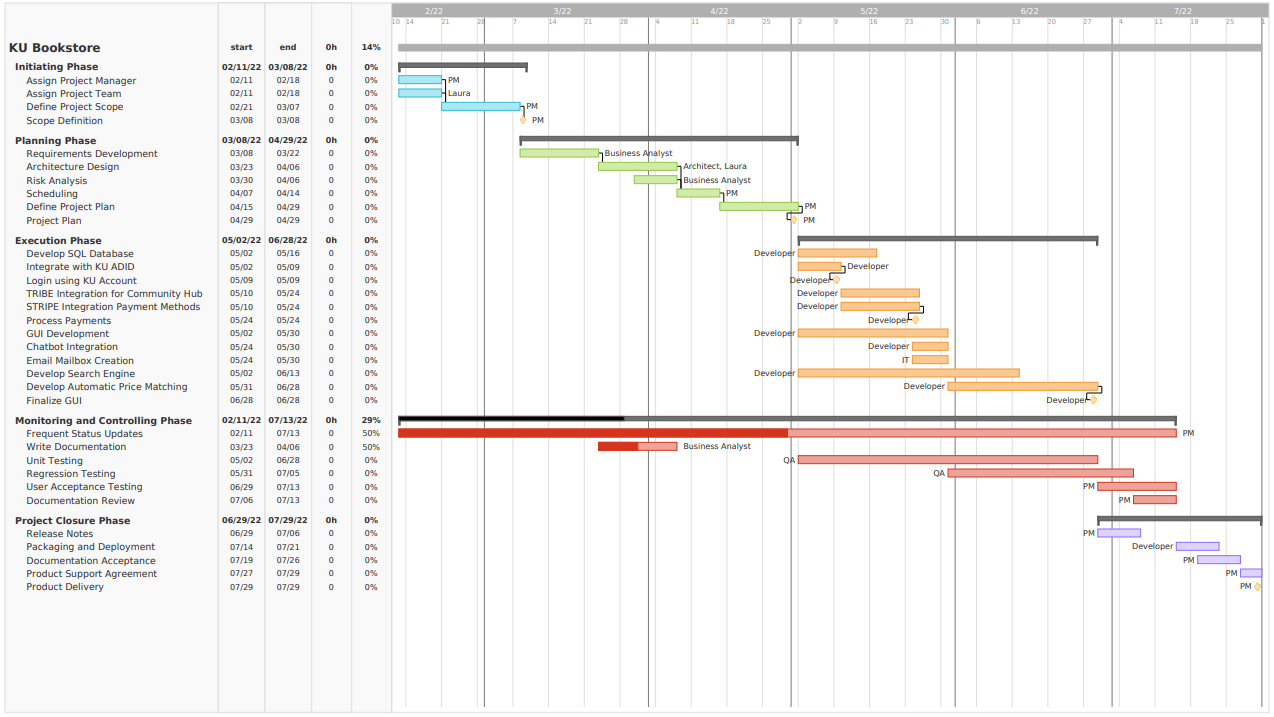 2/22 3/22 4/22 5/22 6/22 7/22
10 14 21 28 7 14 21 28 4 11 18 25 2 9 16 23 30 6 13 20 27 4 11 18 25 1
KU Bookstore start end 0h 14%
Initiating Phase 02/11/22 03/08/22 0h 0%
Assign Project Manager 02/11 02/18 0 0% PM
Assign Project Team 02/11 02/18 0 0% Laura
Define Project Scope 02/21 03/07 0 0% PM
Scope Definition 03/08 03/08 0 0% PM
Planning Phase 03/08/22 04/29/22 0h 0%
Requirements Development 03/08 03/22 0 0% Business Analyst
Architecture Design 03/23 04/06 0 0% Architect, Laura
Risk Analysis 03/30 04/06 0 0% Business Analyst
Scheduling 04/07 04/14 0 0% PM
Define Project Plan 04/15 04/29 0 0% PM
Project Plan 04/29 04/29 0 0% PM
Execution Phase 05/02/22 06/28/22 0h 0%
Develop SQL Database 05/02 05/16 0 0% Developer
Integrate with KU ADID 05/02 05/09 0 0% Developer
Login using KU Account 05/09 05/09 0 0% Developer
TRIBE Integration for Community Hub 05/10 05/24 0 0% Developer
STRIPE Integration Payment Methods 05/10 05/24 0 0% Developer
Process Payments 05/24 05/24 0 0% Developer
GUI Development 05/02 05/30 0 0% Developer
Chatbot Integration 05/24 05/30 0 0% Developer
Email Mailbox Creation 05/24 05/30 0 0% IT
Develop Search Engine 05/02 06/13 0 0% Developer
Develop Automatic Price Matching 05/31 06/28 0 0% Developer
Finalize GUI 06/28 06/28 0 0% Developer
Monitoring and Controlling Phase 02/11/22 07/13/22 0h 29%
Frequent Status Updates 02/11 07/13 0 50% PM
Write Documentation 03/23 04/06 0 50% Business Analyst
Unit Testing 05/02 06/28 0 0% QA
Regression Testing 05/31 07/05 0 0% QA
User Acceptance Testing 06/29 07/13 0 0% PM
Documentation Review 07/06 07/13 0 0% PM
Project Closure Phase 06/29/22 07/29/22 0h 0%
Release Notes 06/29 07/06 0 0% PM
Packaging and Deployment 07/14 07/21 0 0% Developer
Documentation Acceptance 07/19 07/26 0 0% PM
Product Support Agreement 07/27 07/29 0 0% PM
Product Delivery 07/29 07/29 0 0% PM